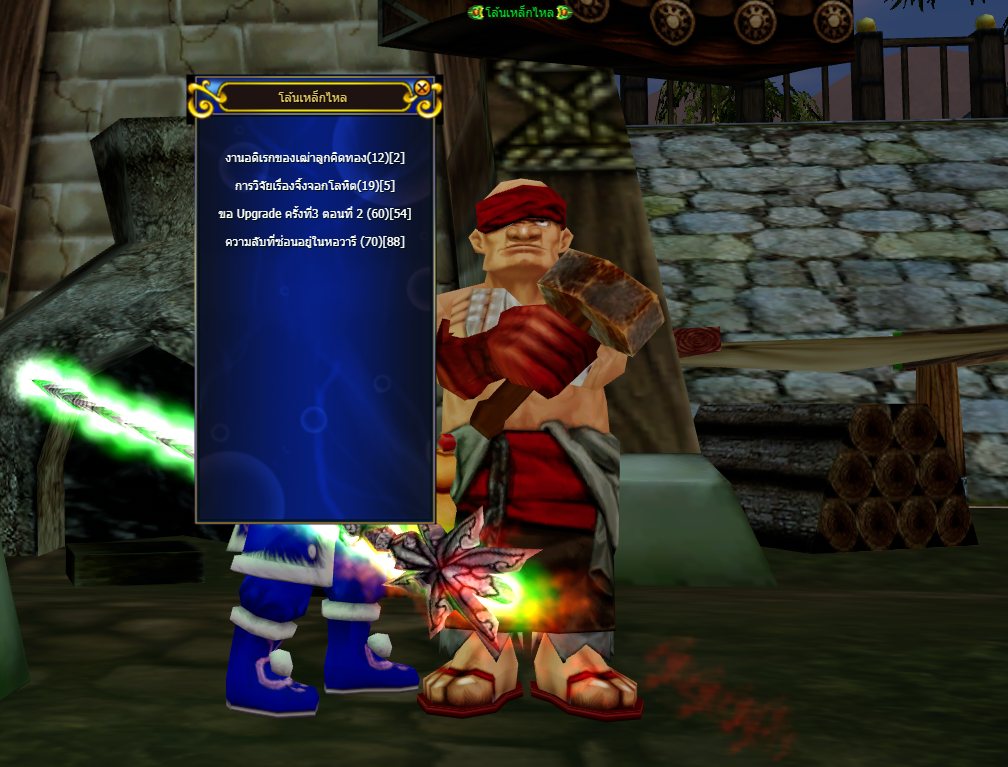 โล้นเหล็กไหล
โล้นเหล็กไหล
งานอดิเรกของเฒ่าลูกคิดทอง(12)[2]
การวิจัยเรื่องจิ้งจอกโลหิต(19)[5]
ขอ Upgrade ครั้งที่3 ตอนที่ 2 (60)[54]
ความลับที่ซ่อนอยู่ในหอวารี (70)[88]